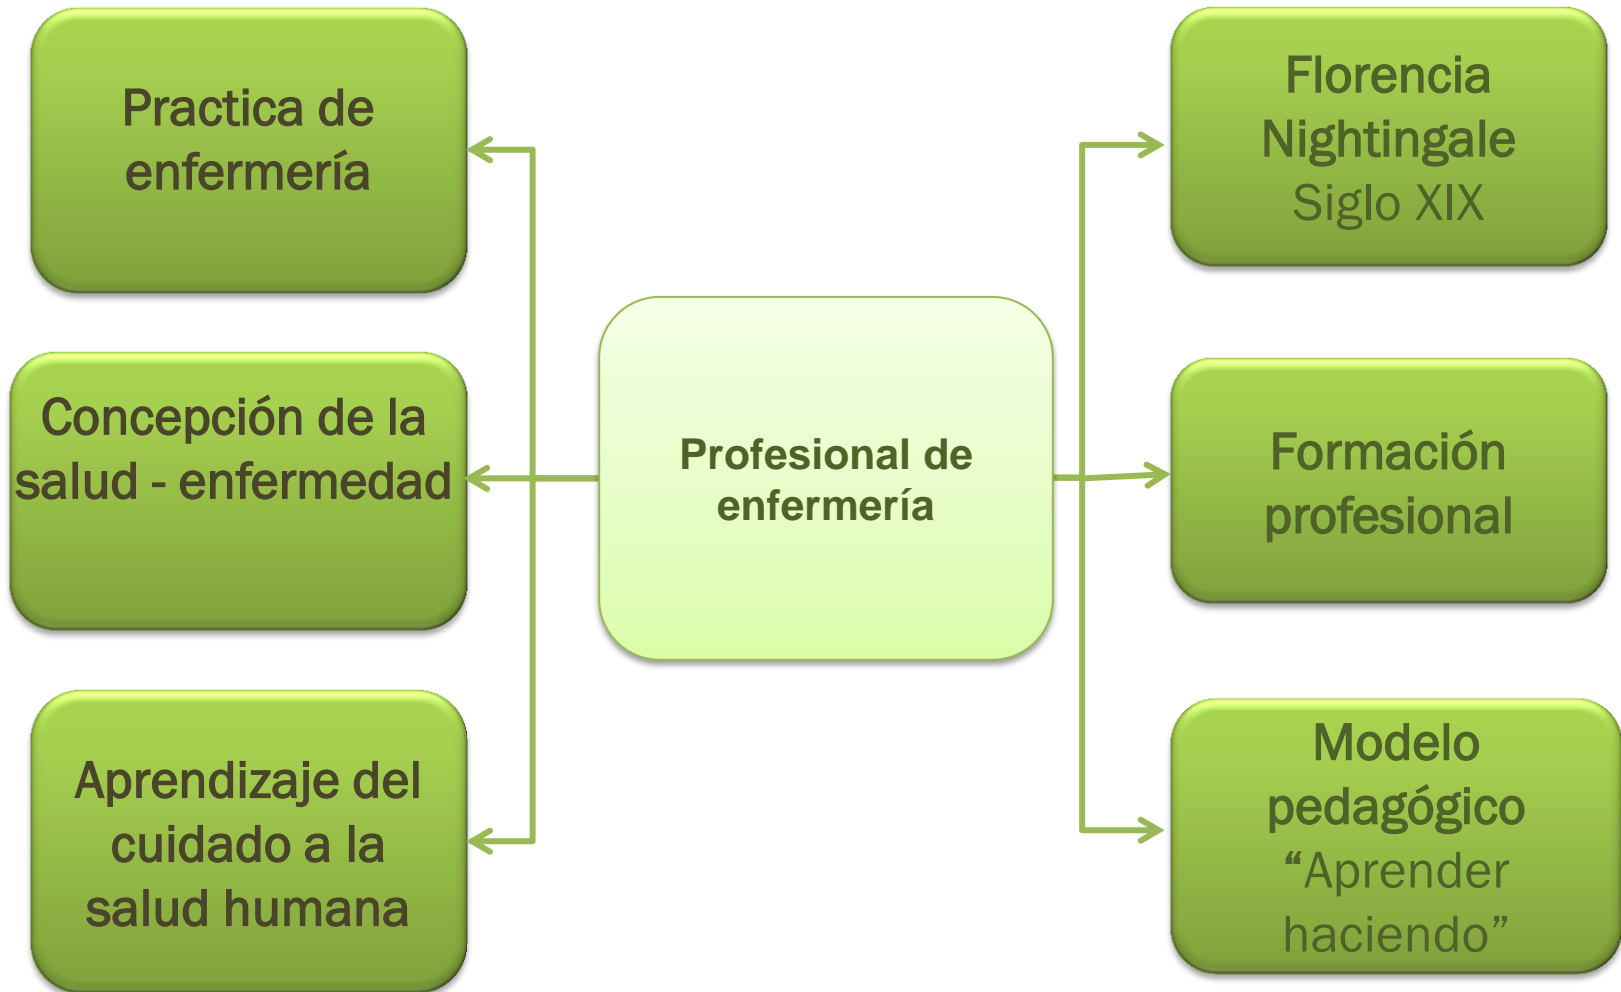 Practica de
enfermería
Concepción de la
salud - enfermedad
Aprendizaje del
cuidado a la
salud humana
Profesional de
enfermería
Florencia
Nightingale
Siglo XIX
Formación
profesional
Modelo
pedagógico
“Aprender
haciendo”